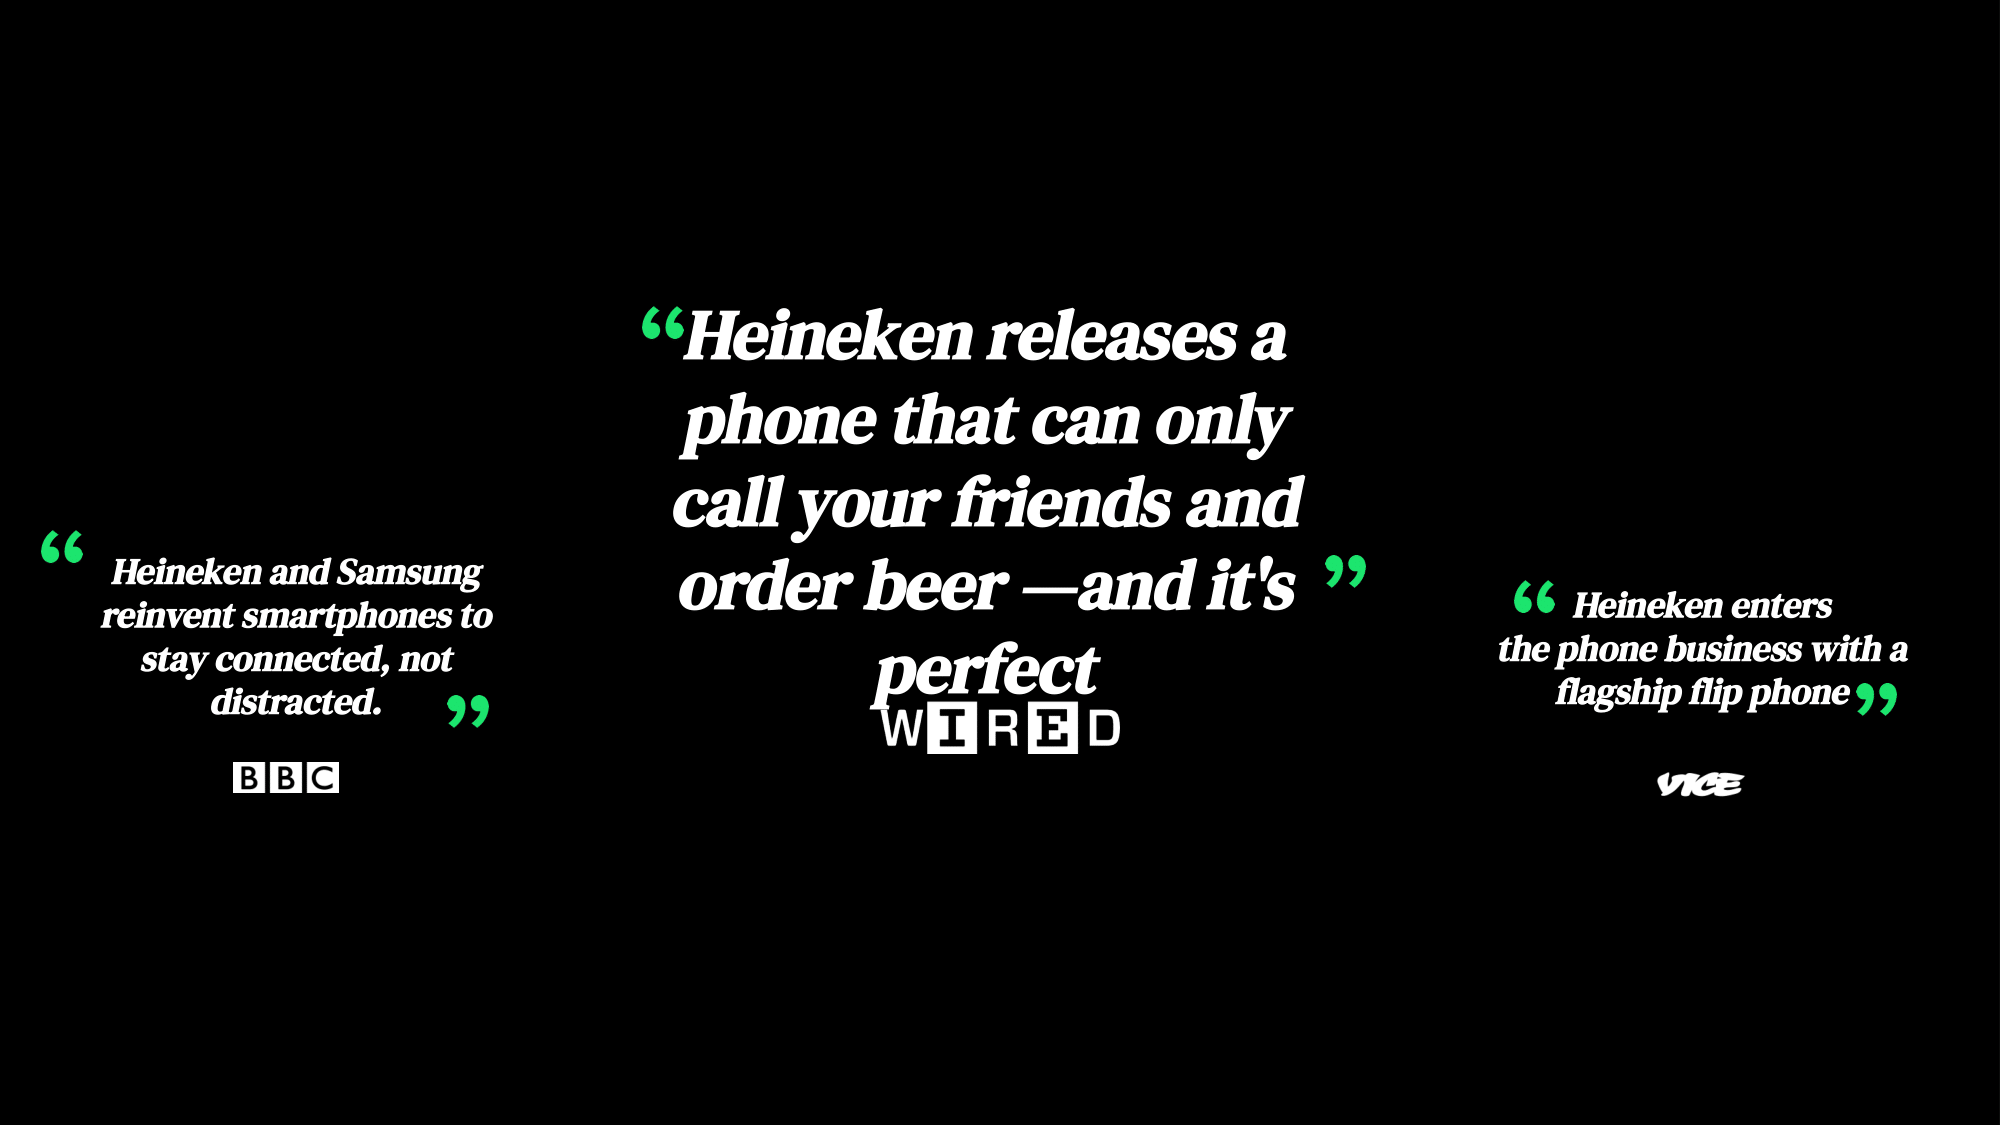 “Heineken and Samsung
reinvent smartphones to
stay connected, not
distracted.”
BBC
“Heineken releases a
phone that can only
call your friends and
order beer —and it's”
perfect
WIRED
“Heineken enters
the phone business with a
flagship flip phone”
VICE